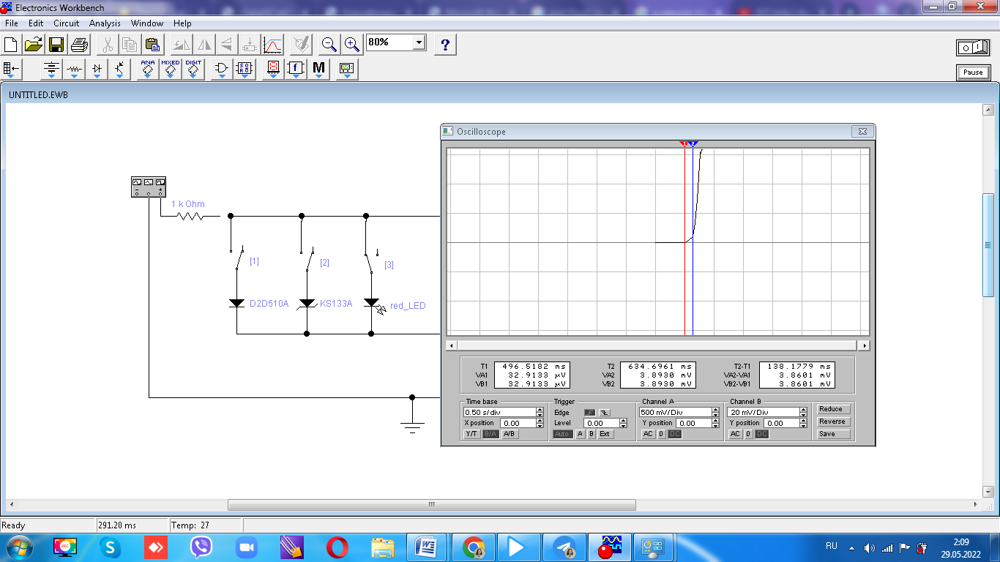 Electronics Workbench
File Edit Circuit Analysis Window Help
80% ?
ANA MIXED DIGIT f M
Pause
UNTITLED.EWB
Oscilloscope
1 2
1 k Ohm
[1] [2] [3]
D2D510A KS133A red_LED
T1 496.5182 ms T2 634.6961 ms T2-T1 138.1779 ms
VA1 32.9133 µV VA2 3.8930 mV VA2-VA1 3.8601 mV
VB1 32.9133 µV VB2 3.8930 mV VB2-VB1 3.8601 mV
Time base Trigger Channel A Channel B
0.50 s/div Edge 500 mV/Div 20 mV/Div Reduce
X position 0.00 Level 0.00 Y position 0.00 Y position 0.00 Reverse
Y/T B/A A/B Auto A B Ext AC 0 DC AC 0 DC Save
Ready 291.20 ms Temp: 27
REC
RU 2:09
29.05.2022